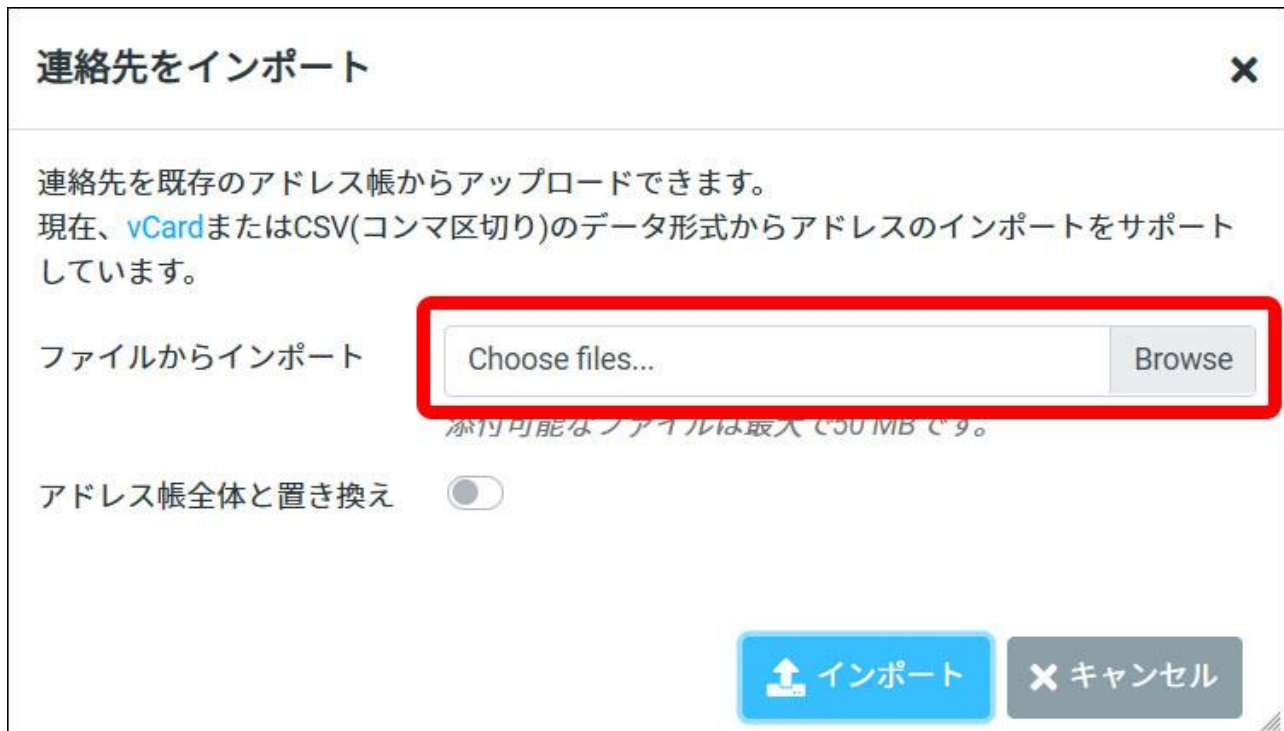 連絡先をインポート
連絡先を既存のアドレス帳からアップロードできます。
現在、vCardまたはCSV(コンマ区切り)のデータ形式からアドレスのインポートをサポート
しています。
ファイルからインポート
Choose files...
Browse
添付可能なファイルは最大で50 MBです。
アドレス帳全体と置き換え
インポート
キャンセル